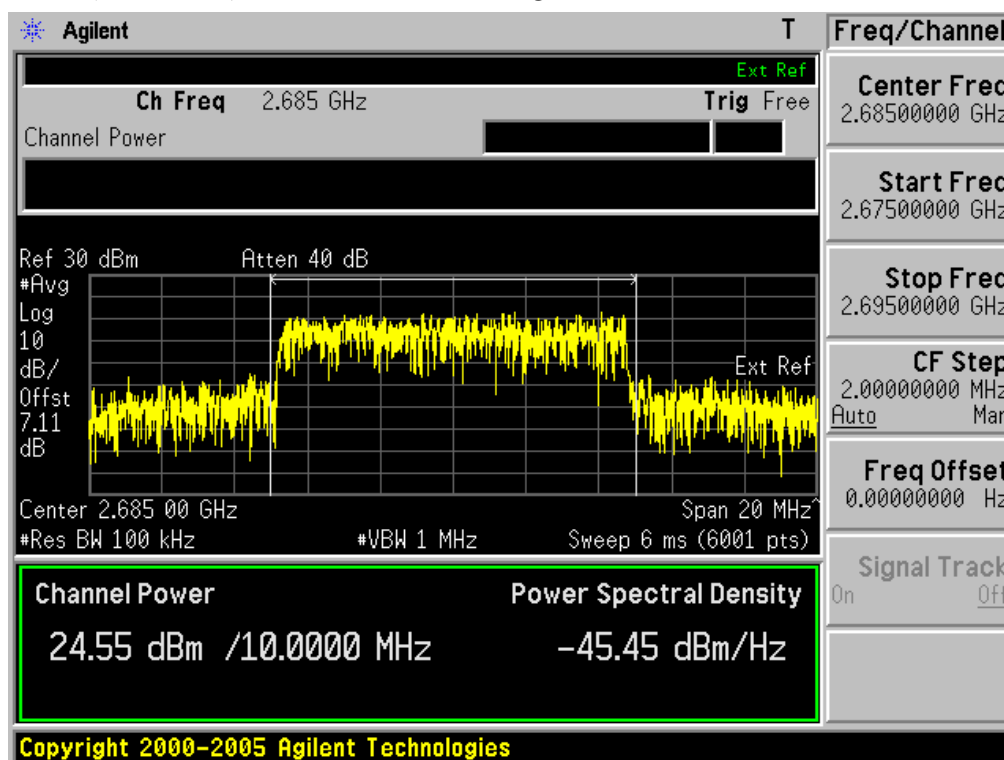 Agilent T Freq/Channel
Ext Ref
Ch Freq 2.685 GHz Trig Free
Channel Power
Center Freq
2.68500000 GHz
Start Freq
2.67500000 GHz
Stop Freq
2.69500000 GHz
CF Step
2.00000000 MHz
Auto Man
Freq Offset
0.00000000 Hz
Signal Track
On Off
Ref 30 dBm Atten 40 dB
#Avg
Log
10
dB/
Offst
7.11
dB
Ext Ref
Center 2.685 00 GHz Span 20 MHz^
#Res BW 100 kHz #VBW 1 MHz Sweep 6 ms (6001 pts)
Channel Power Power Spectral Density
24.55 dBm /10.0000 MHz -45.45 dBm/Hz
Copyright 2000-2005 Agilent Technologies